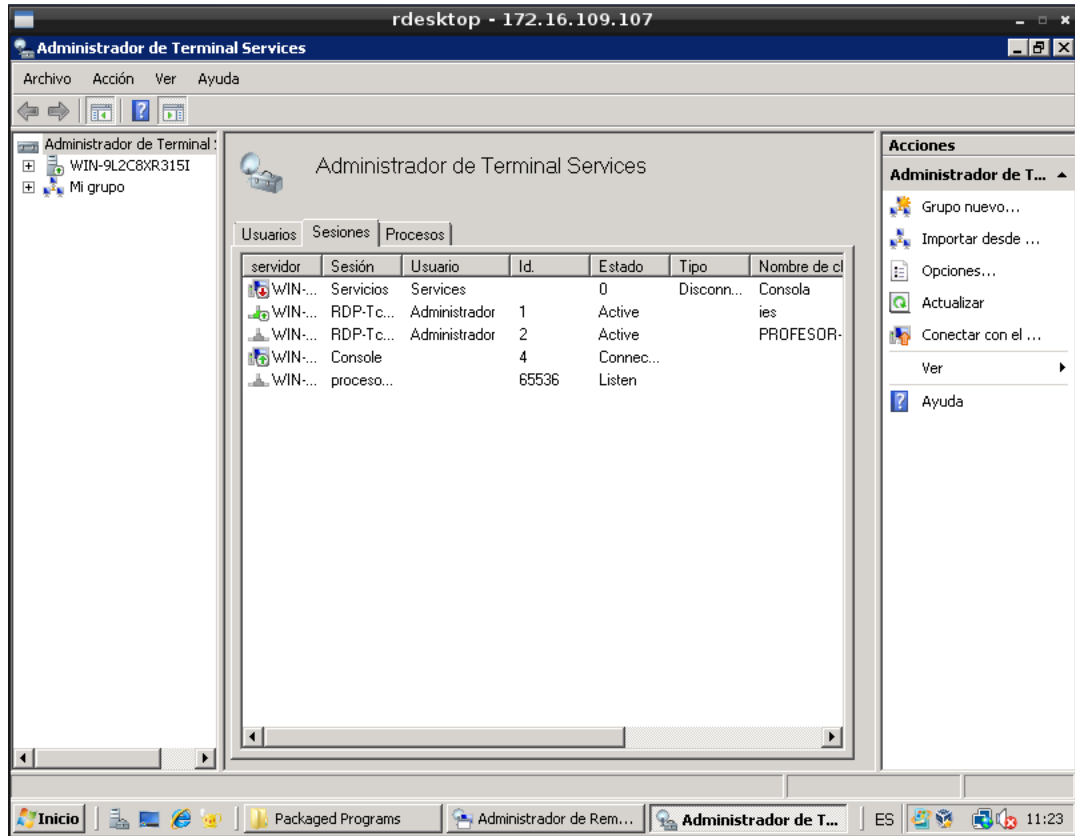 rdesktop - 172.16.109.107
Administrador de Terminal Services
Archivo Acción Ver Ayuda
Administrador de Terminal
WIN-9L2C8XR315I
Mi grupo
Administrador de Terminal Services
Usuarios Sesiones Procesos
servidor Sesión Usuario Id. Estado Tipo Nombre de cl
WIN-... Servicios Services 0 Disconn... Consola
WIN-... RDP-Tc... Administrador 1 Active ies
WIN-... RDP-Tc... Administrador 2 Active PROFESOR-
WIN-... Console 4 Connec...
WIN-... proceso... 65536 Listen
Acciones
Administrador de T...
Grupo nuevo...
Importar desde ...
Opciones...
Actualizar
Conectar con el ...
Ver
Ayuda
Inicio Packaged Programs Administrador de Rem... Administrador de T... ES 11:23